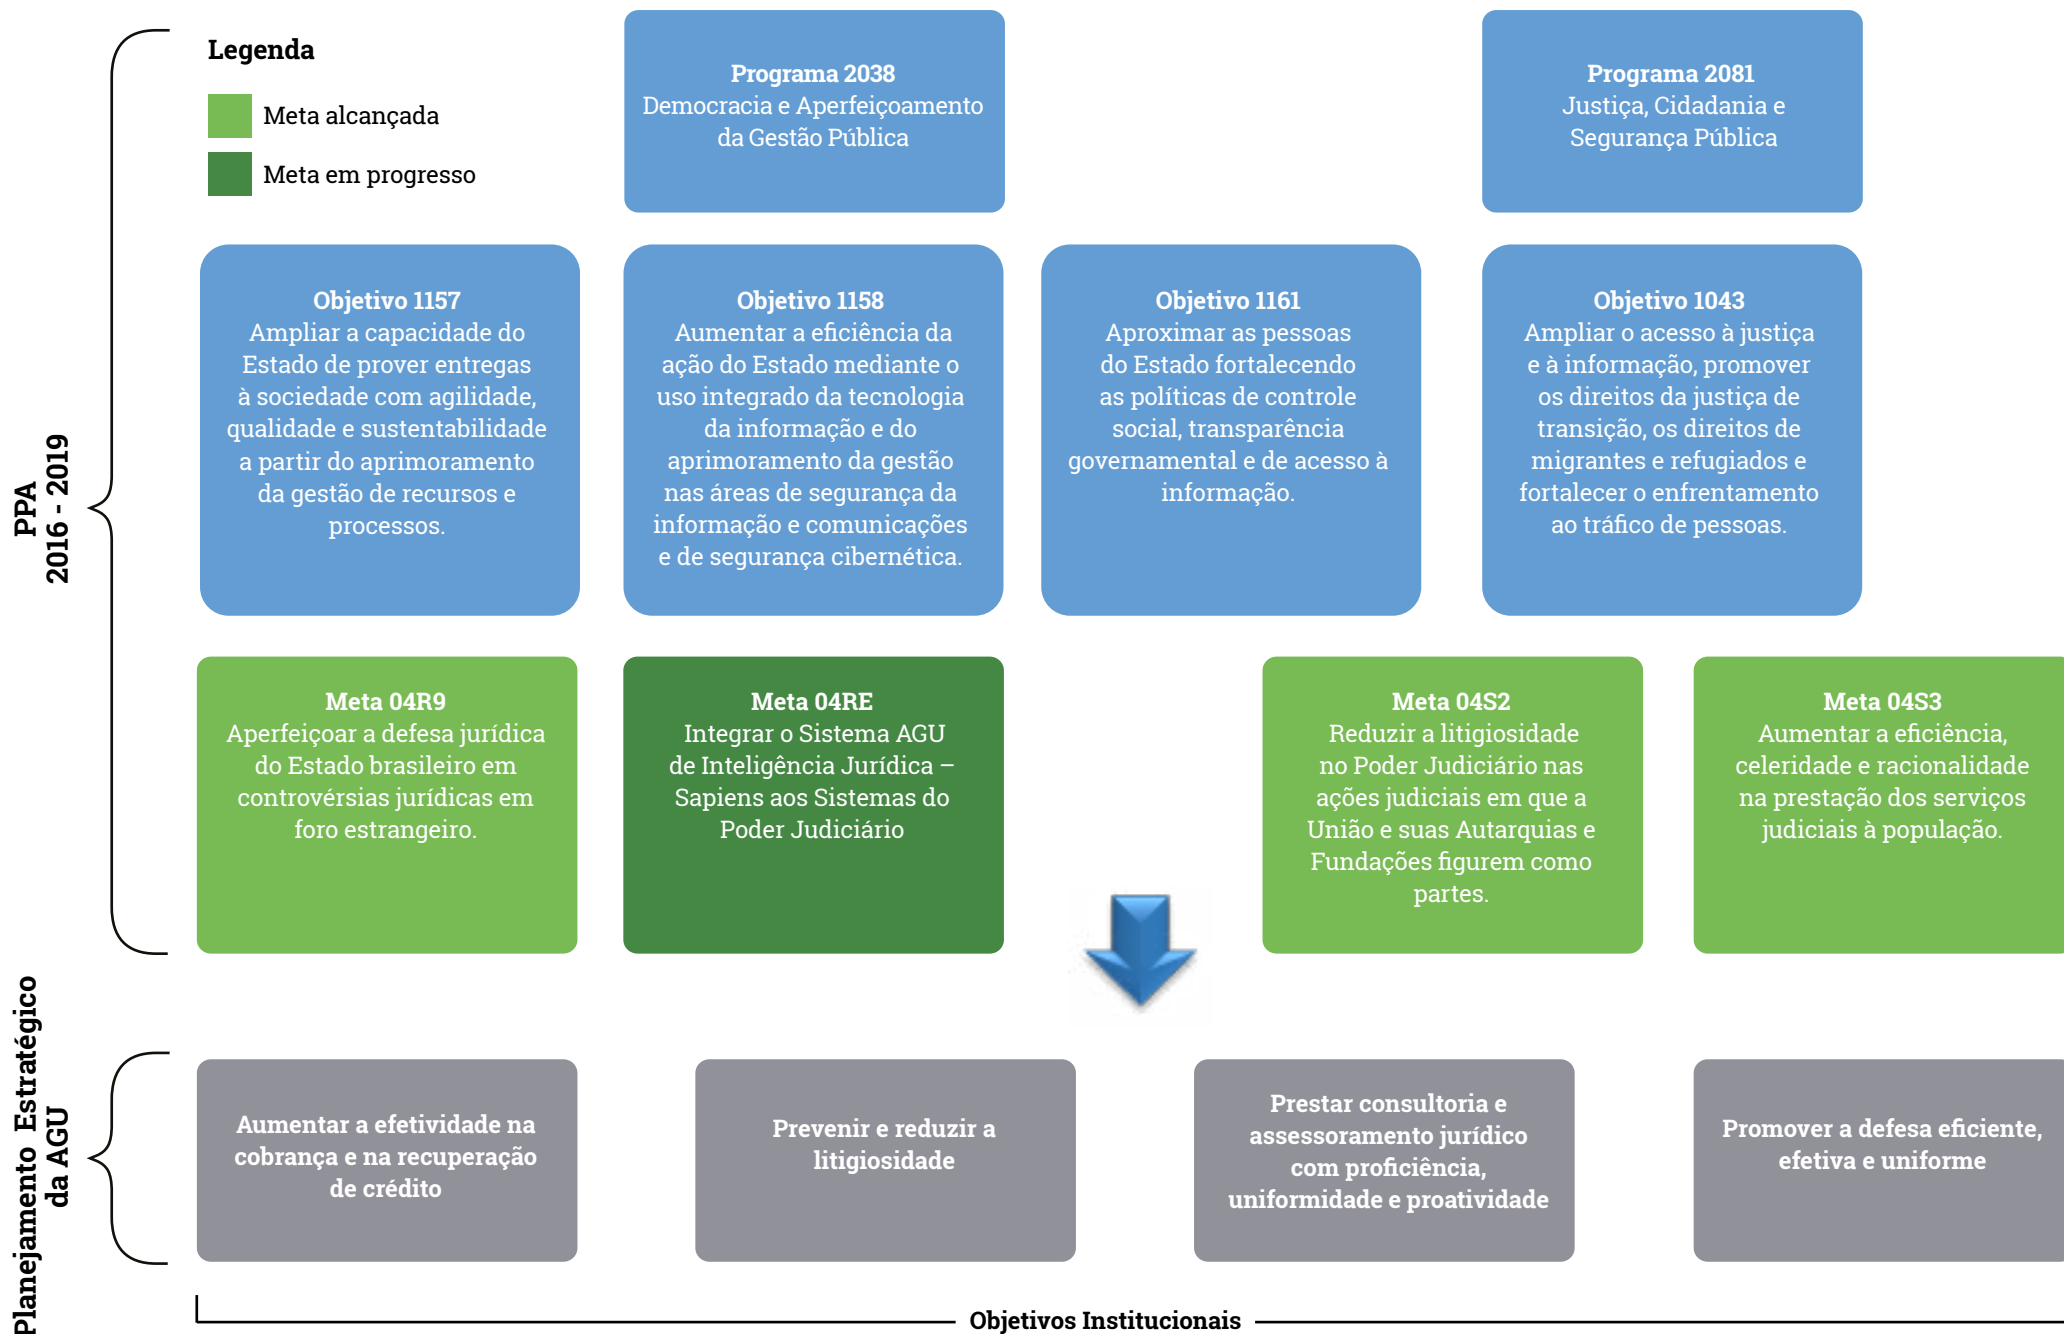 Legenda
Meta alcançada
Meta em progresso
Programa 2038
Democracia e Aperfeiçoamento
da Gestão Pública
Programa 2081
Justiça, Cidadania e
Segurança Pública
PPA
2016 - 2019
Objetivo 1157
Ampliar a capacidade do
Estado de prover entregas
à sociedade com agilidade,
qualidade e sustentabilidade
a partir do aprimoramento
da gestão de recursos e
processos.
Objetivo 1158
Aumentar a eficiência da
ação do Estado mediante o
uso integrado da tecnologia
da informação e do
aprimoramento da gestão
nas áreas de segurança da
informação e comunicações
e de segurança cibernética.
Objetivo 1161
Aproximar as pessoas
do Estado fortalecendo
as políticas de controle
social, transparência
governamental e de acesso à
informação.
Objetivo 1043
Ampliar o acesso à justiça
e à informação, promover
os direitos da justiça de
transição, os direitos de
migrantes e refugiados e
fortalecer o enfrentamento
ao tráfico de pessoas.
Meta 04R9
Aperfeiçoar a defesa jurídica
do Estado brasileiro em
controvérsias jurídicas em
foro estrangeiro.
Meta 04RE
Integrar o Sistema AGU
de Inteligência Jurídica –
Sapiens aos Sistemas do
Poder Judiciário
Meta 04S2
Reduzir a litigiosidade
no Poder Judiciário nas
ações judiciais em que a
União e suas Autarquias e
Fundações figurem como
partes.
Meta 04S3
Aumentar a eficiência,
celeridade e racionalidade
na prestação dos serviços
judiciais à população.
Planejamento Estratégico
da AGU
Aumentar a efetividade na
cobrança e na recuperação
de crédito
Prevenir e reduzir a
litigiosidade
Prestar consultoria e
assessoramento jurídico
com proficiência,
uniformidade e proatividade
Promover a defesa eficiente,
efetiva e uniforme
Objetivos Institucionais